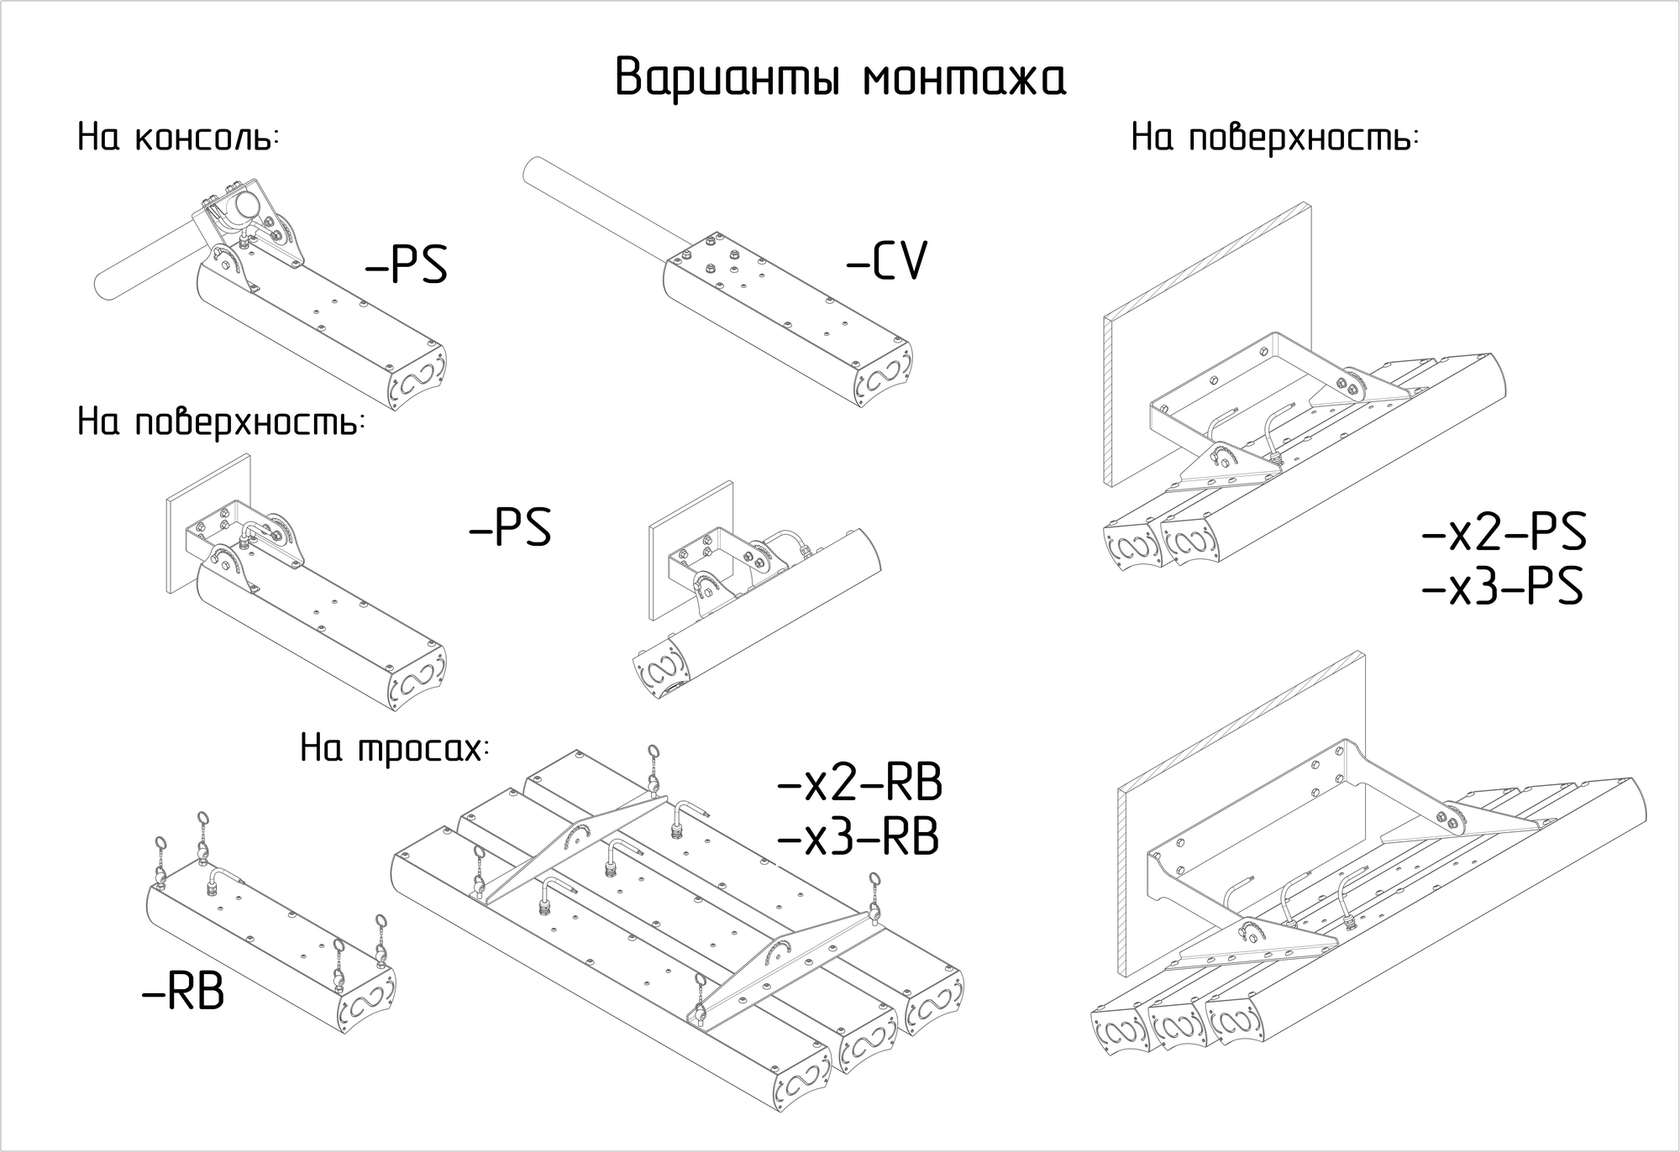 Варианты монтажа
На консоль:
-PS
-CV
На поверхность:
-PS
На тросах:
-RB
-x2-RB
-x3-RB
На поверхность:
-x2-PS
-x3-PS